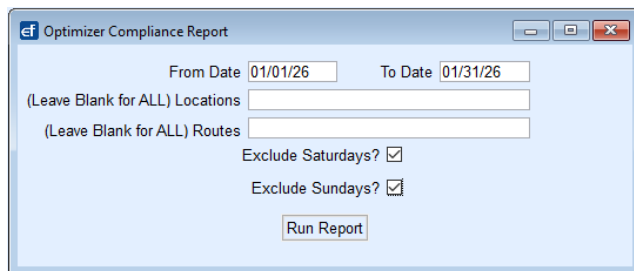 ef Optimizer Compliance Report
From Date 01/01/26 To Date 01/31/26
(Leave Blank for ALL) Locations
(Leave Blank for ALL) Routes
Exclude Saturdays?
Exclude Sundays?
Run Report